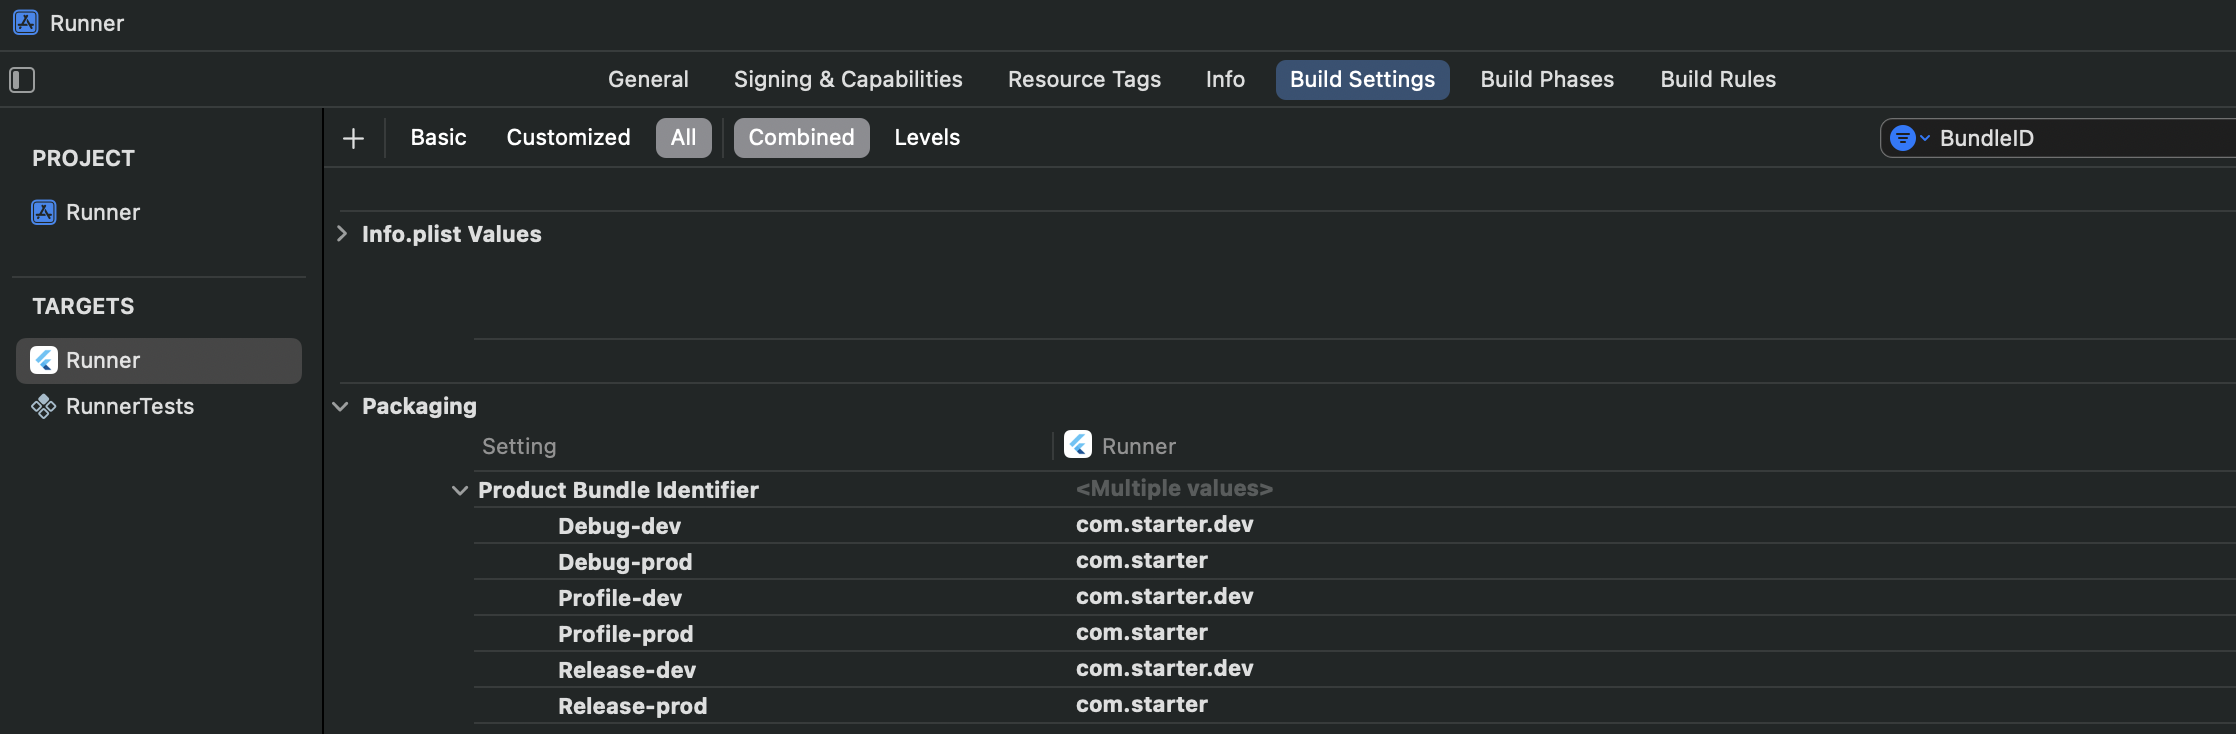 Runner
General Signing & Capabilities Resource Tags Info Build Settings Build Phases Build Rules
PROJECT
Runner
TARGETS
Runner
RunnerTests
Basic Customized All Combined Levels BundleID
Info.plist Values
Packaging
Setting Runner
Product Bundle Identifier <Multiple values>
Debug-dev com.starter.dev
Debug-prod com.starter
Profile-dev com.starter.dev
Profile-prod com.starter
Release-dev com.starter.dev
Release-prod com.starter